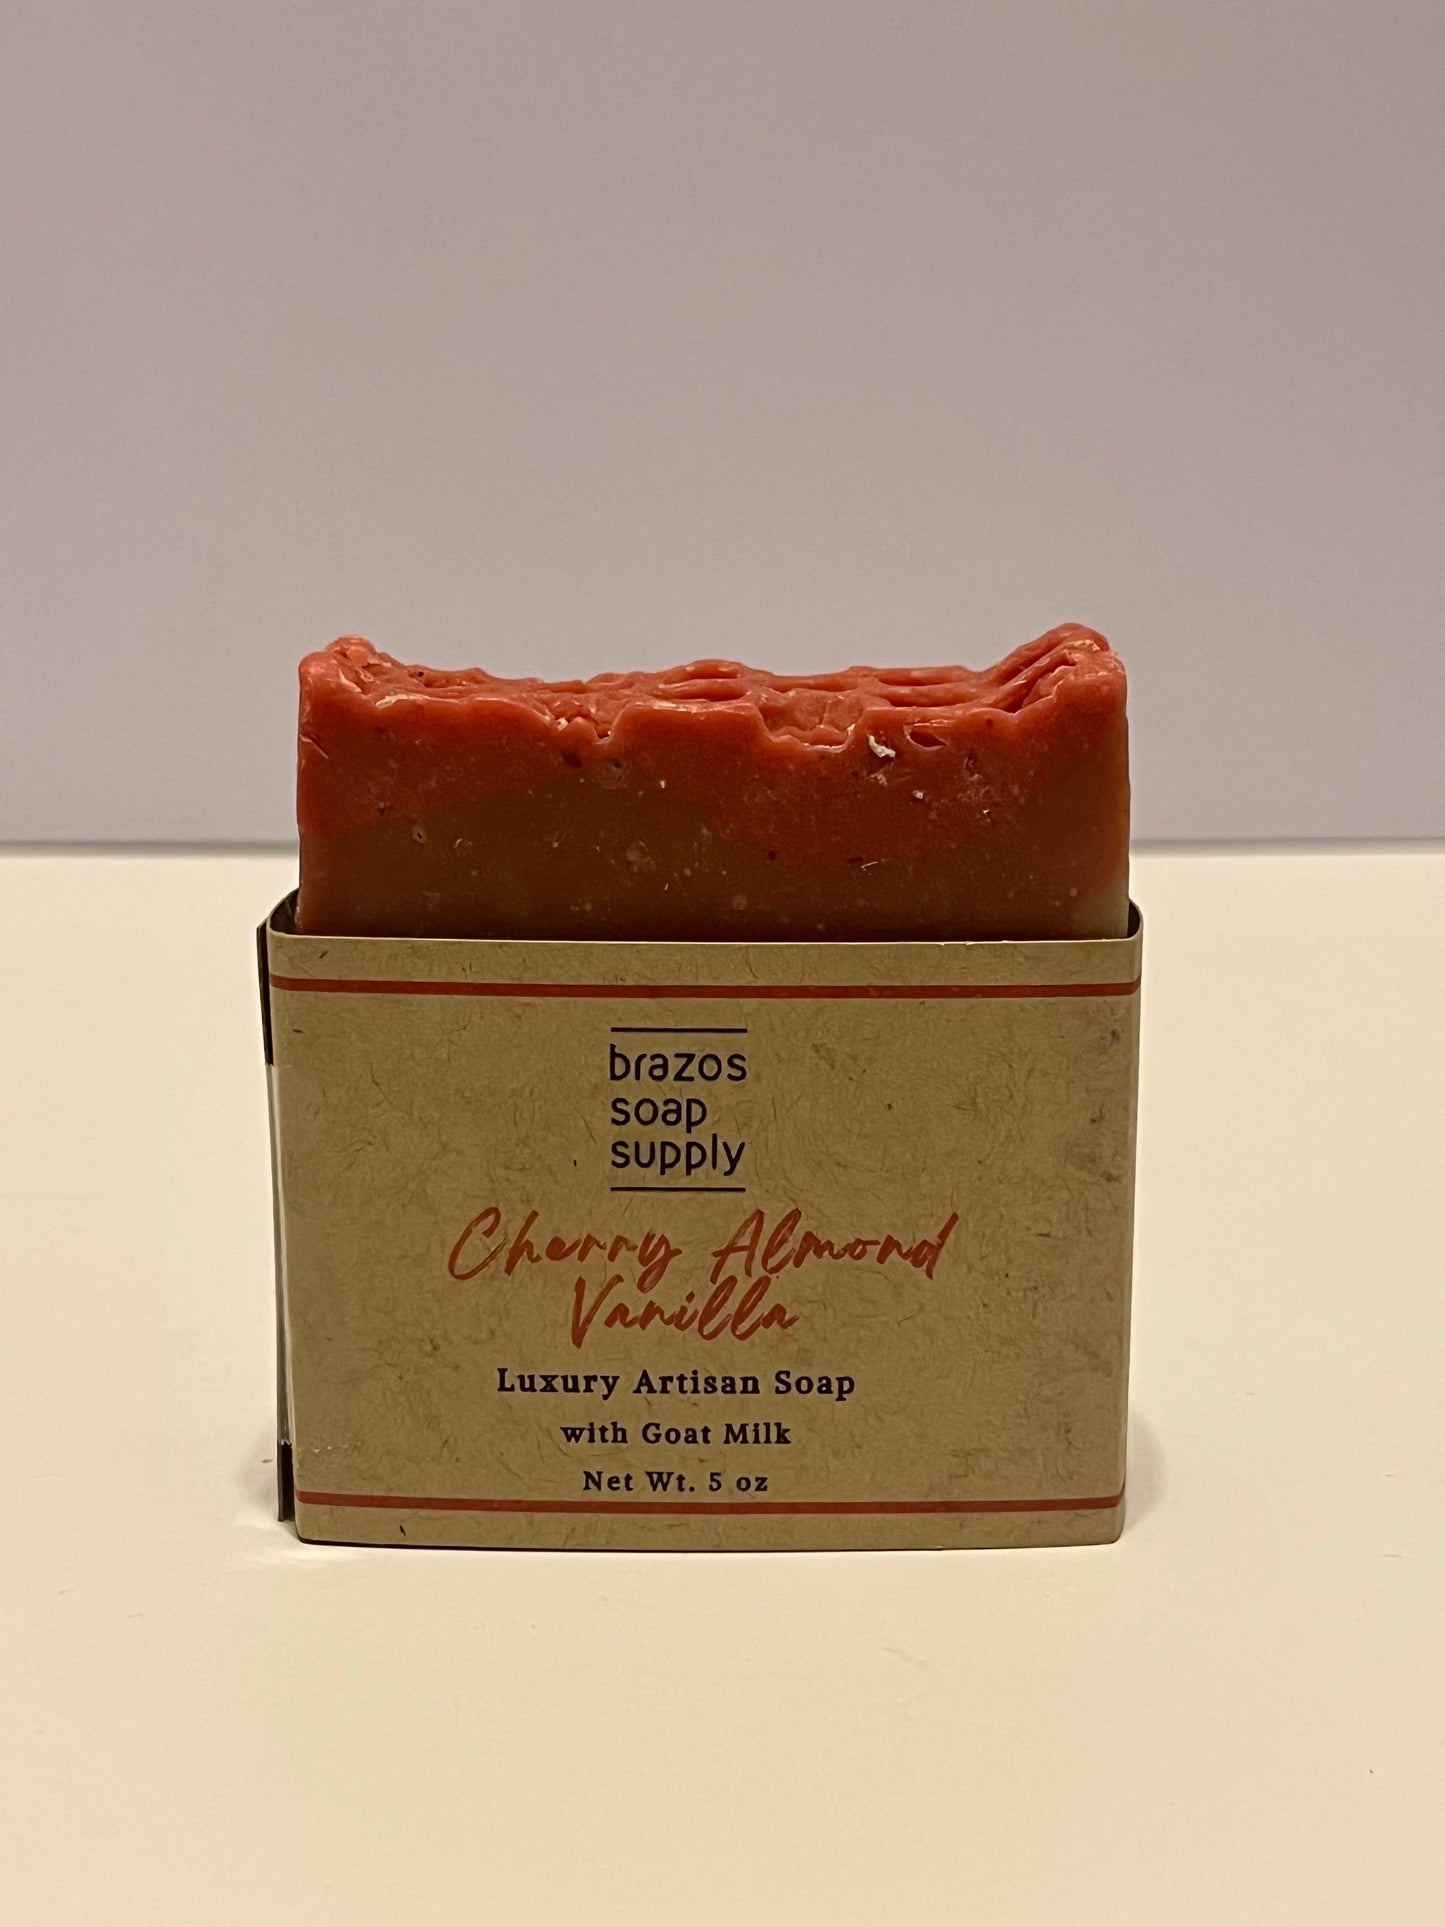 brazos
soap
supply
Cherry Almond
Vanilla
Luxury Artisan Soap
with Goat Milk
Net Wt. 5 oz